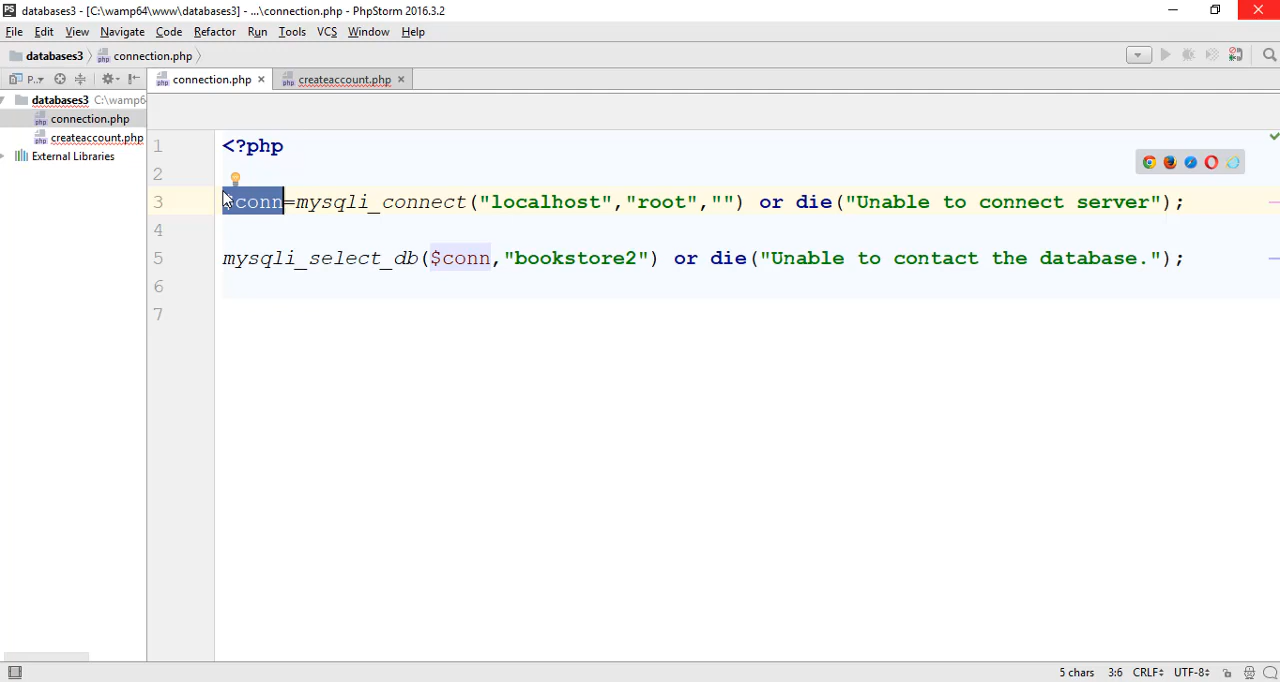 PS databases3 - [C:\wamp64\www\databases3] - ...\connection.php - PhpStorm 2016.3.2
File Edit View Navigate Code Refactor Run Tools VCS Window Help
databases3 connection.php
P.. connection.php createaccount.php
databases3 C:\wamp6
connection.php
createaccount.php
External Libraries
1 <?php
2
3 $conn=mysqli_connect("localhost","root","") or die("Unable to connect server");
4
5 mysqli_select_db($conn,"bookstore2") or die("Unable to contact the database.");
6
7
5 chars 3:6 CRLF UTF-8